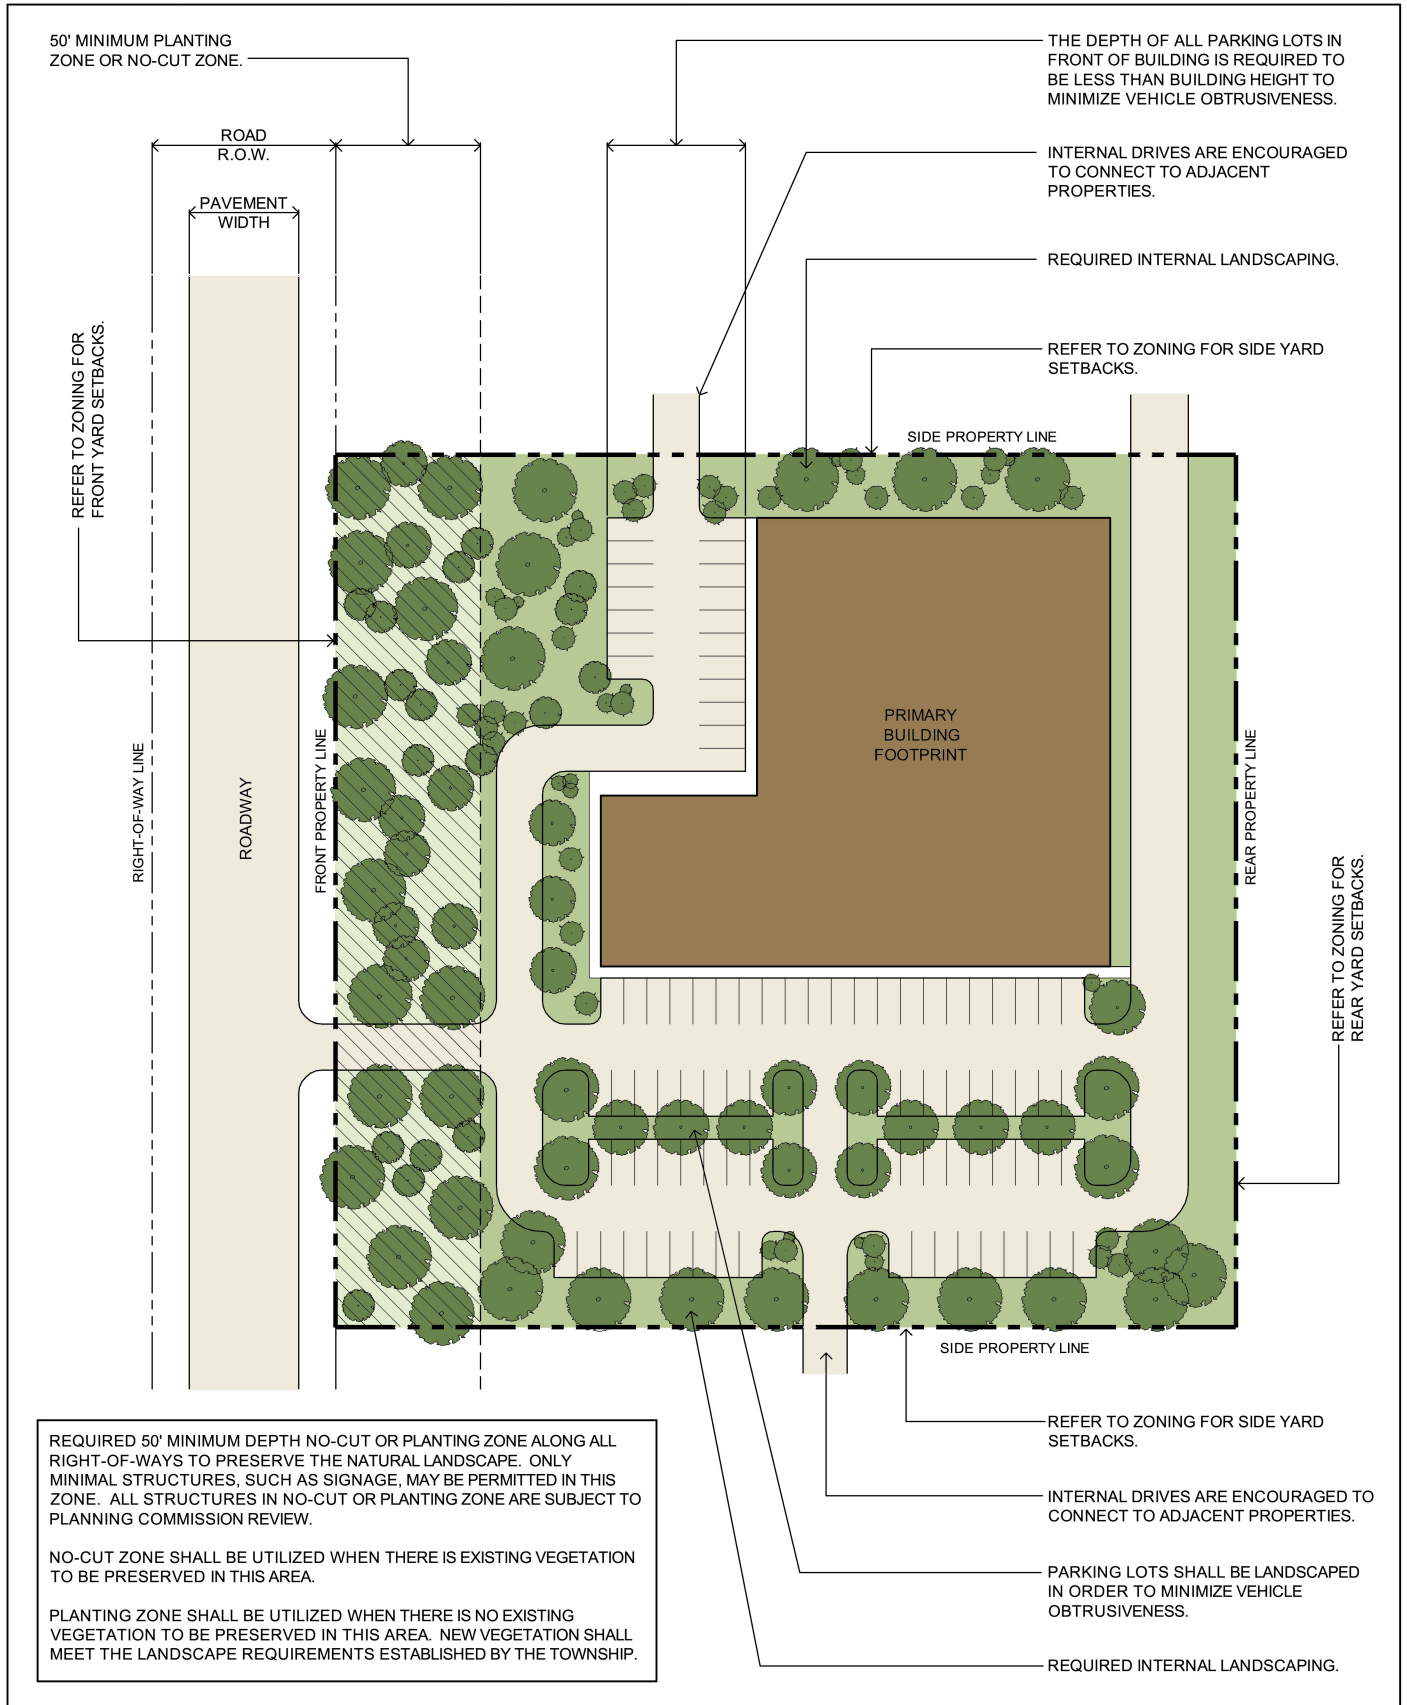 50' MINIMUM PLANTING
ZONE OR NO-CUT ZONE.
THE DEPTH OF ALL PARKING LOTS IN
FRONT OF BUILDING IS REQUIRED TO
BE LESS THAN BUILDING HEIGHT TO
MINIMIZE VEHICLE OBTRUSIVENESS.
ROAD
R.O.W.
INTERNAL DRIVES ARE ENCOURAGED
TO CONNECT TO ADJACENT
PROPERTIES.
PAVEMENT
WIDTH
REQUIRED INTERNAL LANDSCAPING.
REFER TO ZONING FOR
FRONT YARD SETBACKS.
REFER TO ZONING FOR SIDE YARD
SETBACKS.
SIDE PROPERTY LINE
PRIMARY
BUILDING
FOOTPRINT
RIGHT-OF-WAY LINE
ROADWAY
FRONT PROPERTY LINE
REAR PROPERTY LINE
REFER TO ZONING FOR
REAR YARD SETBACKS.
SIDE PROPERTY LINE
REFER TO ZONING FOR SIDE YARD
SETBACKS.
INTERNAL DRIVES ARE ENCOURAGED TO
CONNECT TO ADJACENT PROPERTIES.
PARKING LOTS SHALL BE LANDSCAPED
IN ORDER TO MINIMIZE VEHICLE
OBTRUSIVENESS.
REQUIRED INTERNAL LANDSCAPING.
REQUIRED 50' MINIMUM DEPTH NO-CUT OR PLANTING ZONE ALONG ALL
RIGHT-OF-WAYS TO PRESERVE THE NATURAL LANDSCAPE. ONLY
MINIMAL STRUCTURES, SUCH AS SIGNAGE, MAY BE PERMITTED IN THIS
ZONE. ALL STRUCTURES IN NO-CUT OR PLANTING ZONE ARE SUBJECT TO
PLANNING COMMISSION REVIEW.
NO-CUT ZONE SHALL BE UTILIZED WHEN THERE IS EXISTING VEGETATION
TO BE PRESERVED IN THIS AREA.
PLANTING ZONE SHALL BE UTILIZED WHEN THERE IS NO EXISTING
VEGETATION TO BE PRESERVED IN THIS AREA. NEW VEGETATION SHALL
MEET THE LANDSCAPE REQUIREMENTS ESTABLISHED BY THE TOWNSHIP.